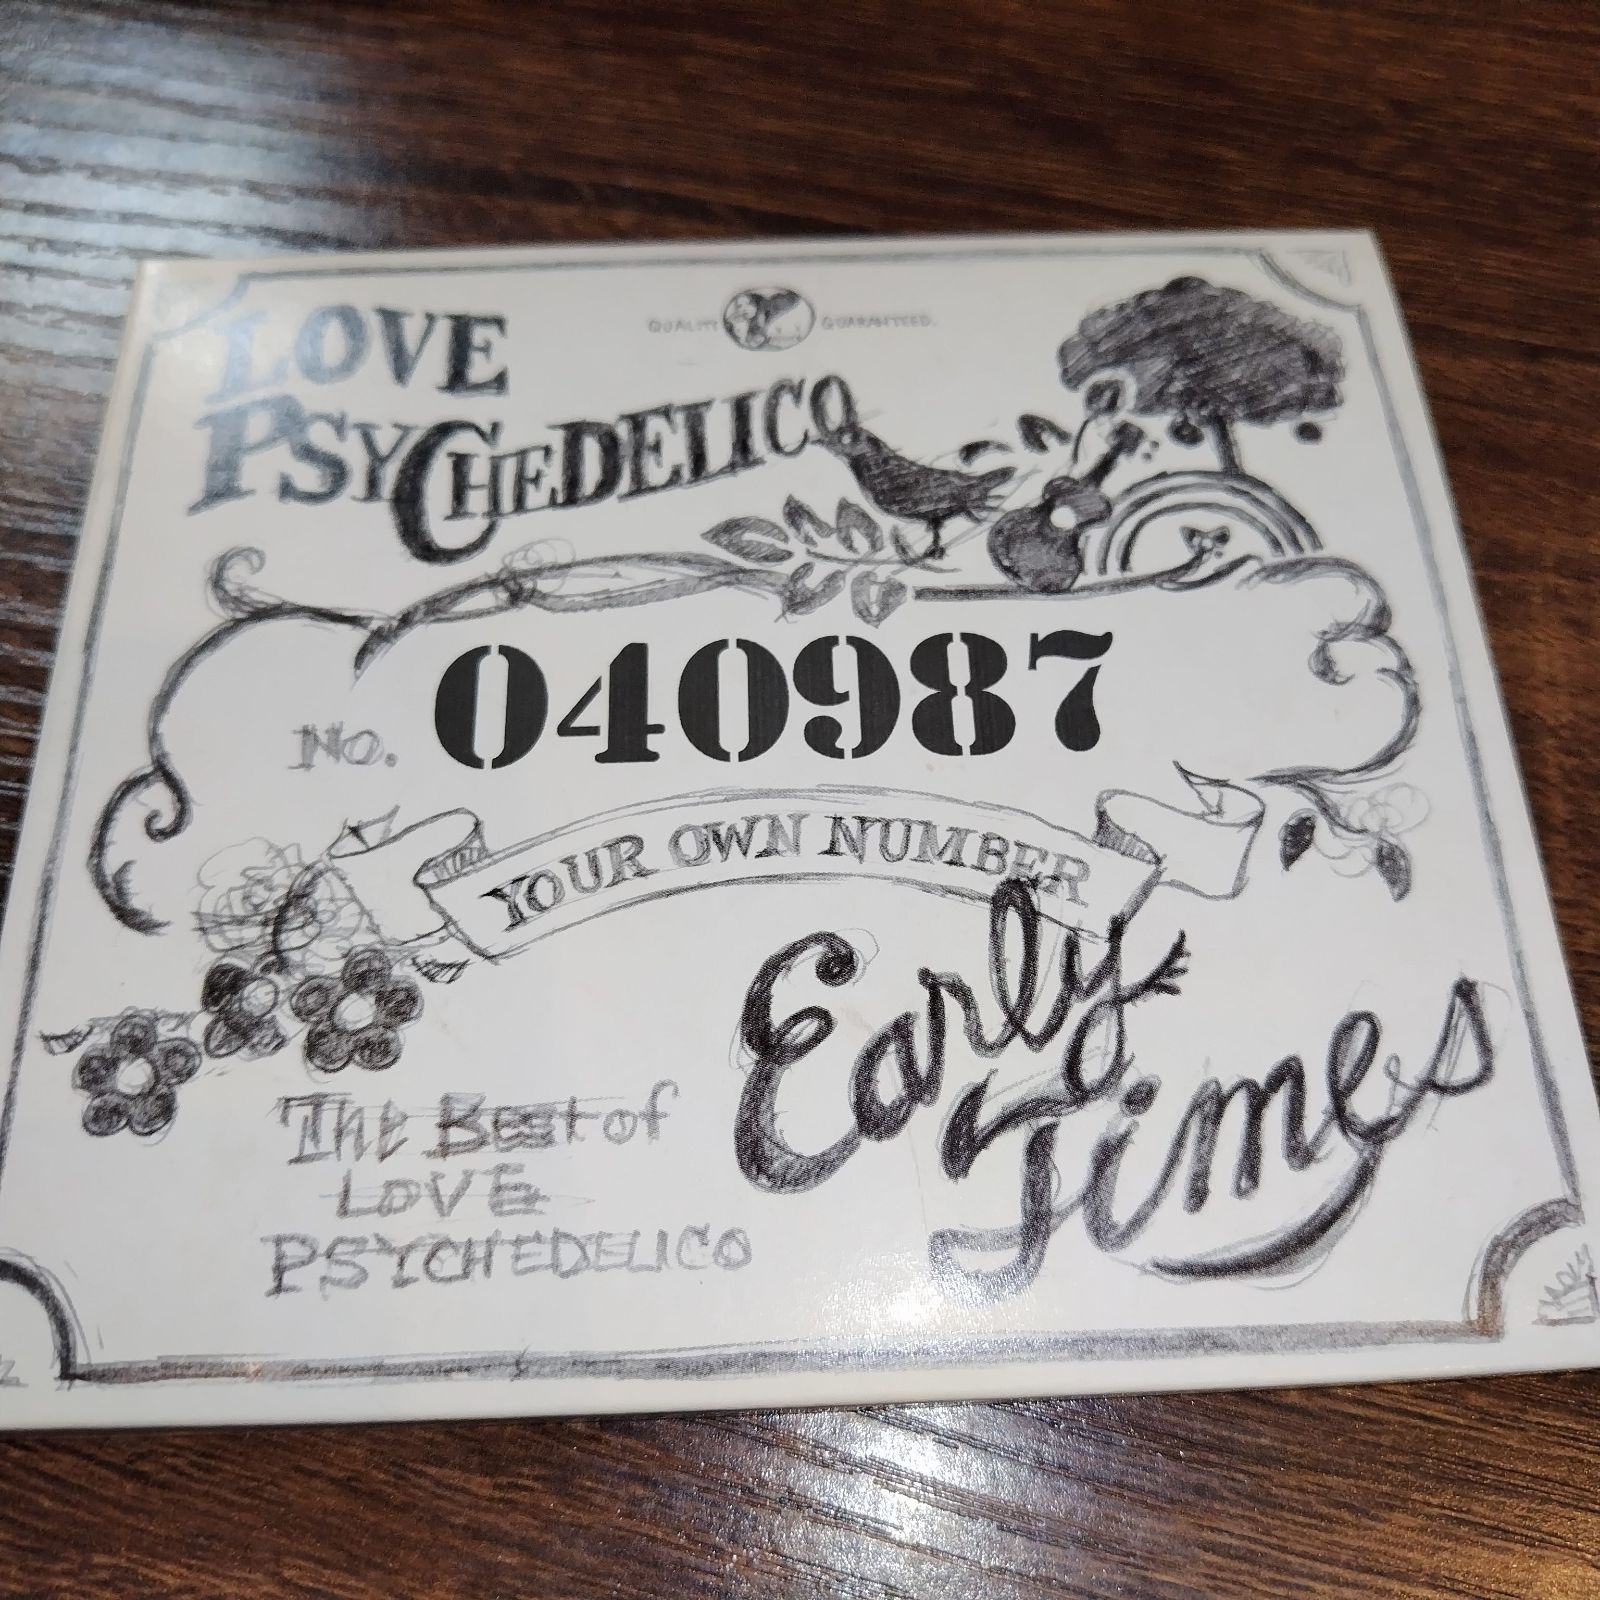 QUALITY GUARANTEED.
LOVE
PSYCHEDELICO
No. 040987
YOUR OWN NUMBER
Early
Times
The Best of
LOVE
PSYCHEDELICO